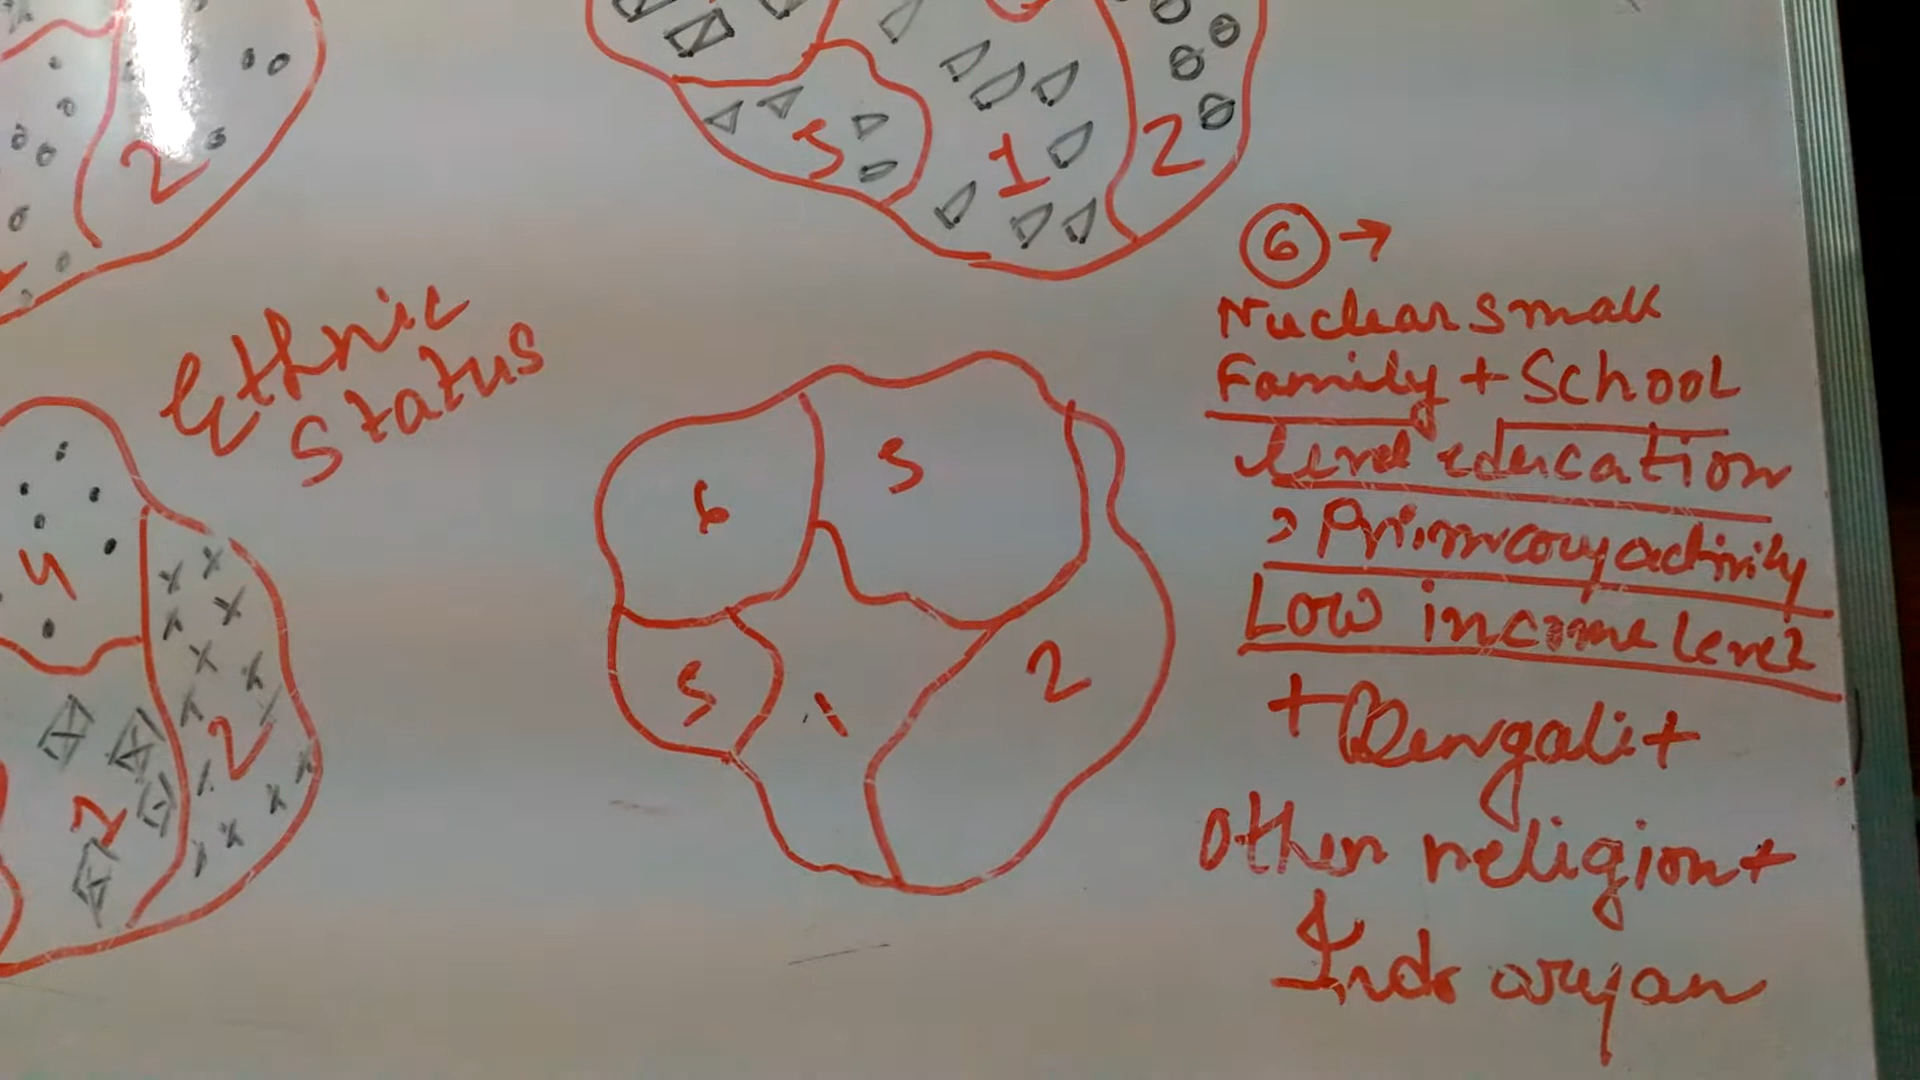 2
5
1
2
6 →
Nuclear small
Family + School
level education
, Primary activity
Low income level
+ Bengali +
Other religion +
Indo aryan
Ethnic
Status
4
2
6
5
5
1
2